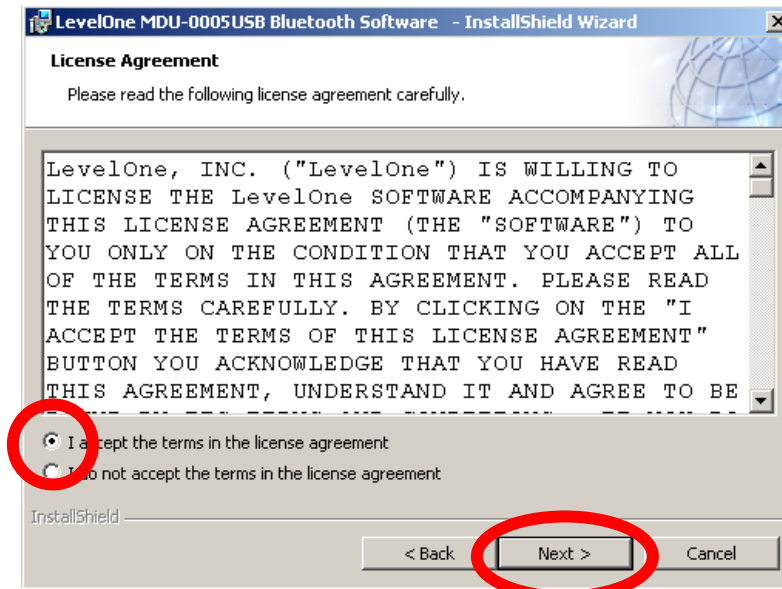 LevelOne MDU-0005USB Bluetooth Software - InstallShield Wizard
License Agreement
Please read the following license agreement carefully.
LevelOne, INC. ("LevelOne") IS WILLING TO
LICENSE THE LevelOne SOFTWARE ACCOMPANYING
THIS LICENSE AGREEMENT (THE "SOFTWARE") TO
YOU ONLY ON THE CONDITION THAT YOU ACCEPT ALL
OF THE TERMS IN THIS AGREEMENT. PLEASE READ
THE TERMS CAREFULLY. BY CLICKING ON THE "I
ACCEPT THE TERMS OF THIS LICENSE AGREEMENT"
BUTTON YOU ACKNOWLEDGE THAT YOU HAVE READ
THIS AGREEMENT, UNDERSTAND IT AND AGREE TO BE
I accept the terms in the license agreement
I do not accept the terms in the license agreement
InstallShield
< Back Next > Cancel